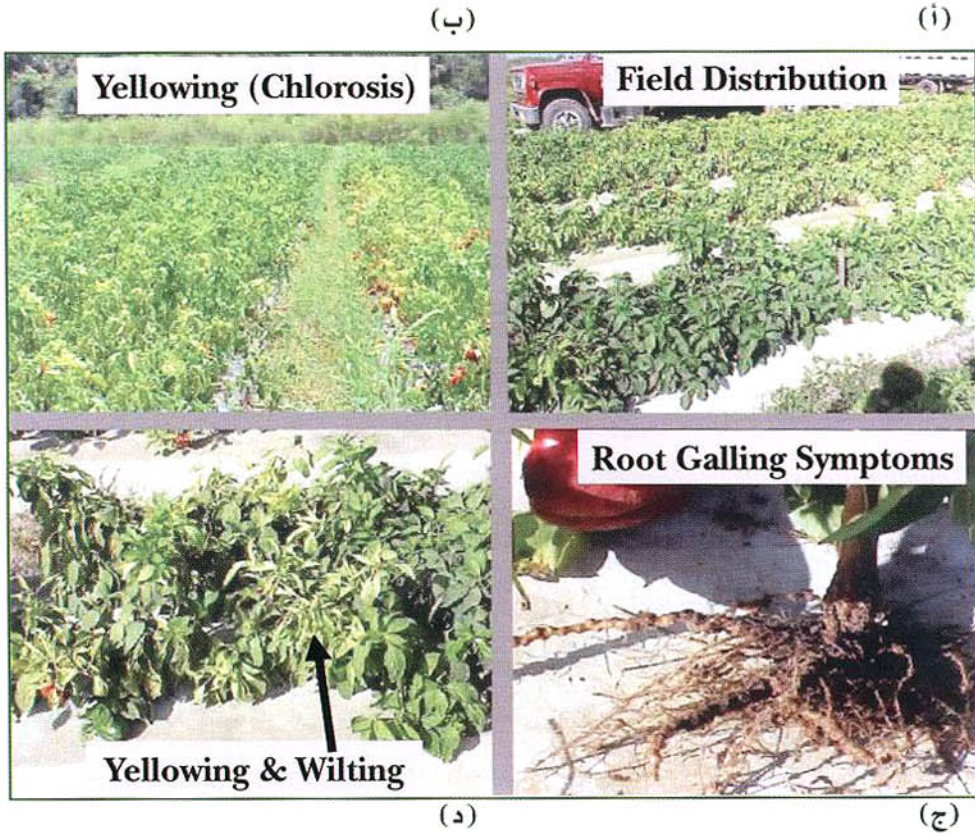 (أ)
(ب)
Field Distribution
Yellowing (Chlorosis)
Root Galling Symptoms
Yellowing & Wilting
(ج)
(د)